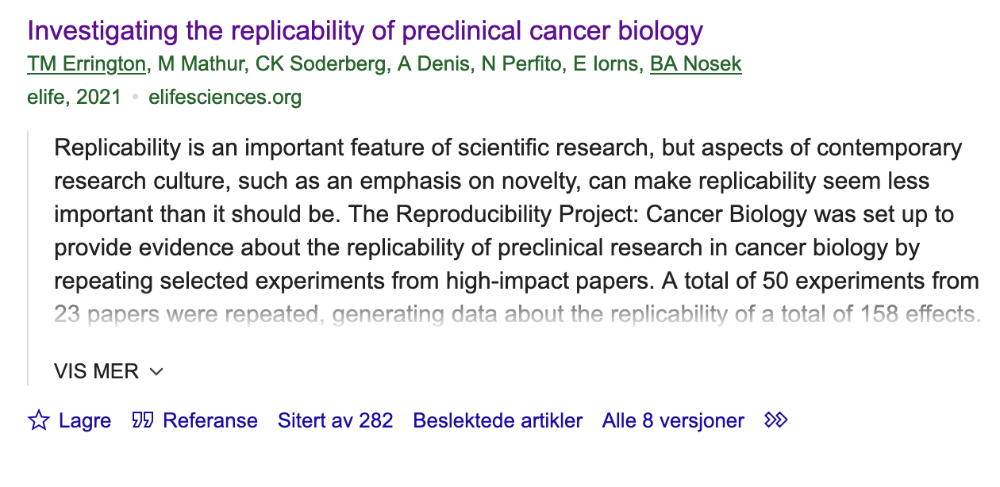 Investigating the replicability of preclinical cancer biology
TM Errington, M Mathur, CK Soderberg, A Denis, N Perfito, E Iorns, BA Nosek
elife, 2021 • elifesciences.org
Replicability is an important feature of scientific research, but aspects of contemporary
research culture, such as an emphasis on novelty, can make replicability seem less
important than it should be. The Reproducibility Project: Cancer Biology was set up to
provide evidence about the replicability of preclinical research in cancer biology by
repeating selected experiments from high-impact papers. A total of 50 experiments from
23 papers were repeated, generating data about the replicability of a total of 158 effects.
VIS MER
Lagre Referanse Sitert av 282 Beslektede artikler Alle 8 versjoner